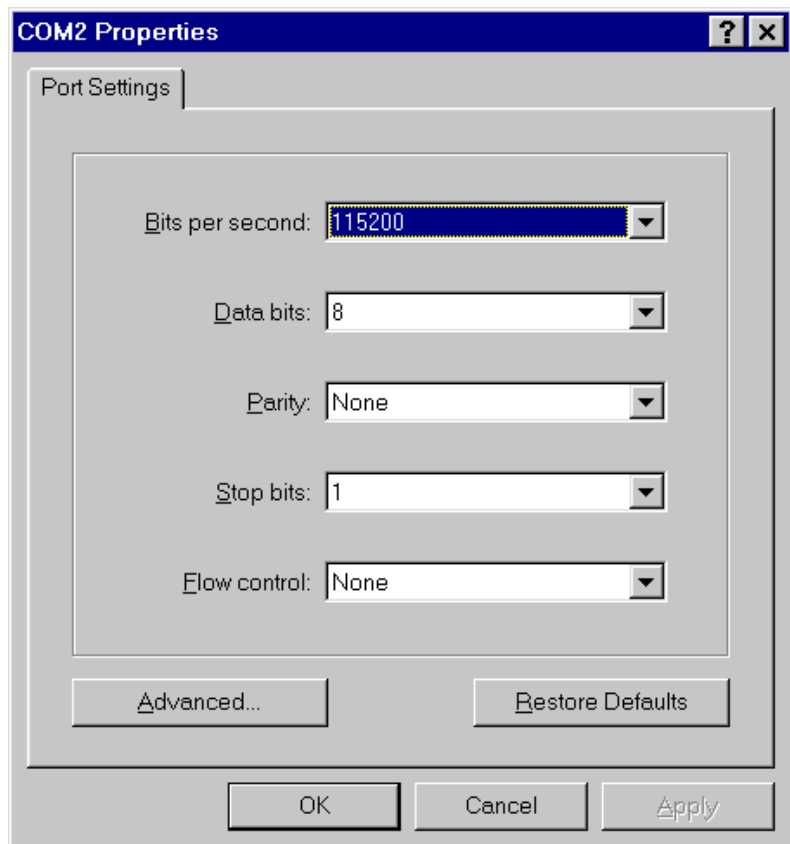 COM2 Properties
Port Settings
Bits per second: 115200
Data bits: 8
Parity: None
Stop bits: 1
Flow control: None
Advanced... Restore Defaults
OK Cancel Apply